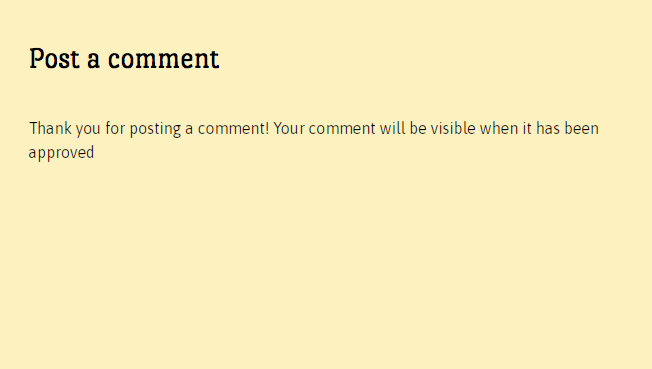 Post a comment
Thank you for posting a comment! Your comment will be visible when it has been
approved